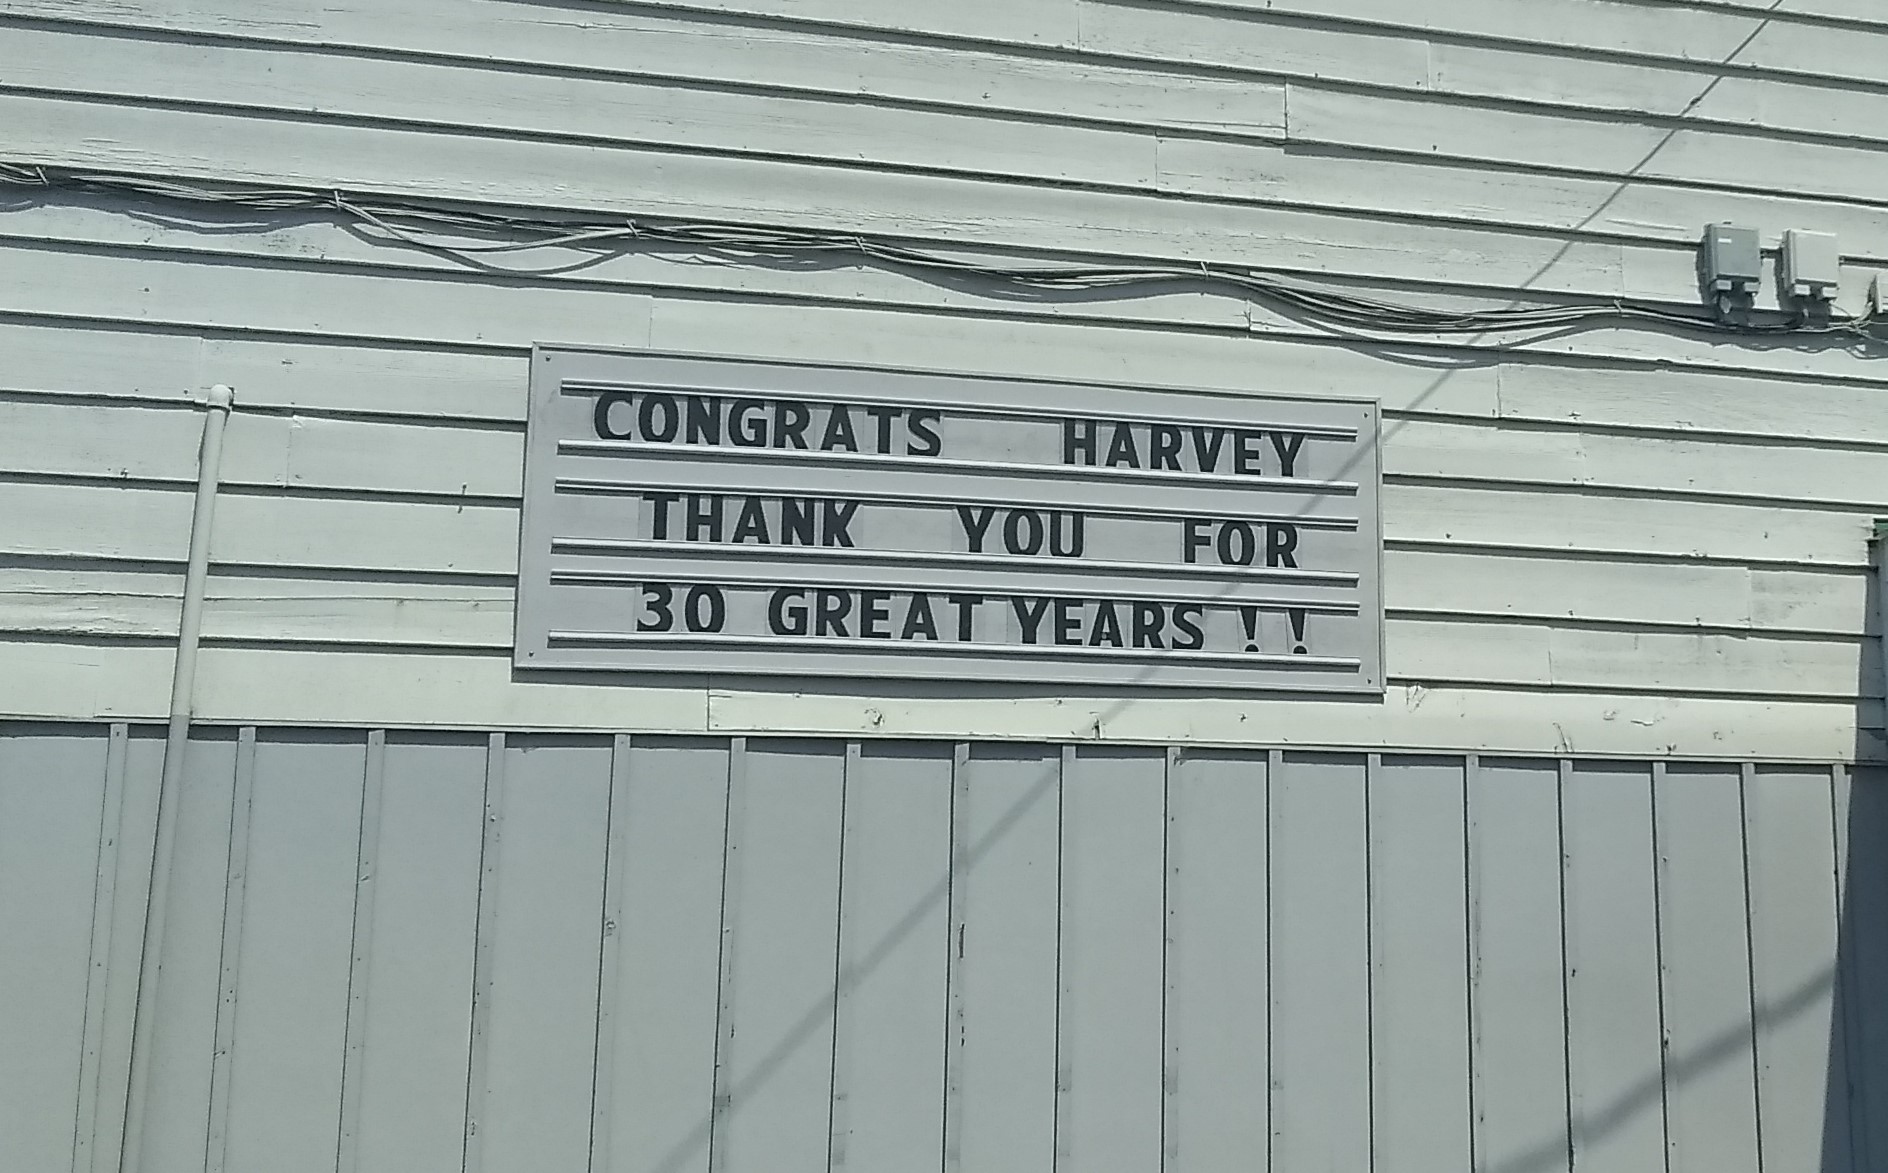 CONGRATS HARVEY
THANK YOU FOR
30 GREAT YEARS !!